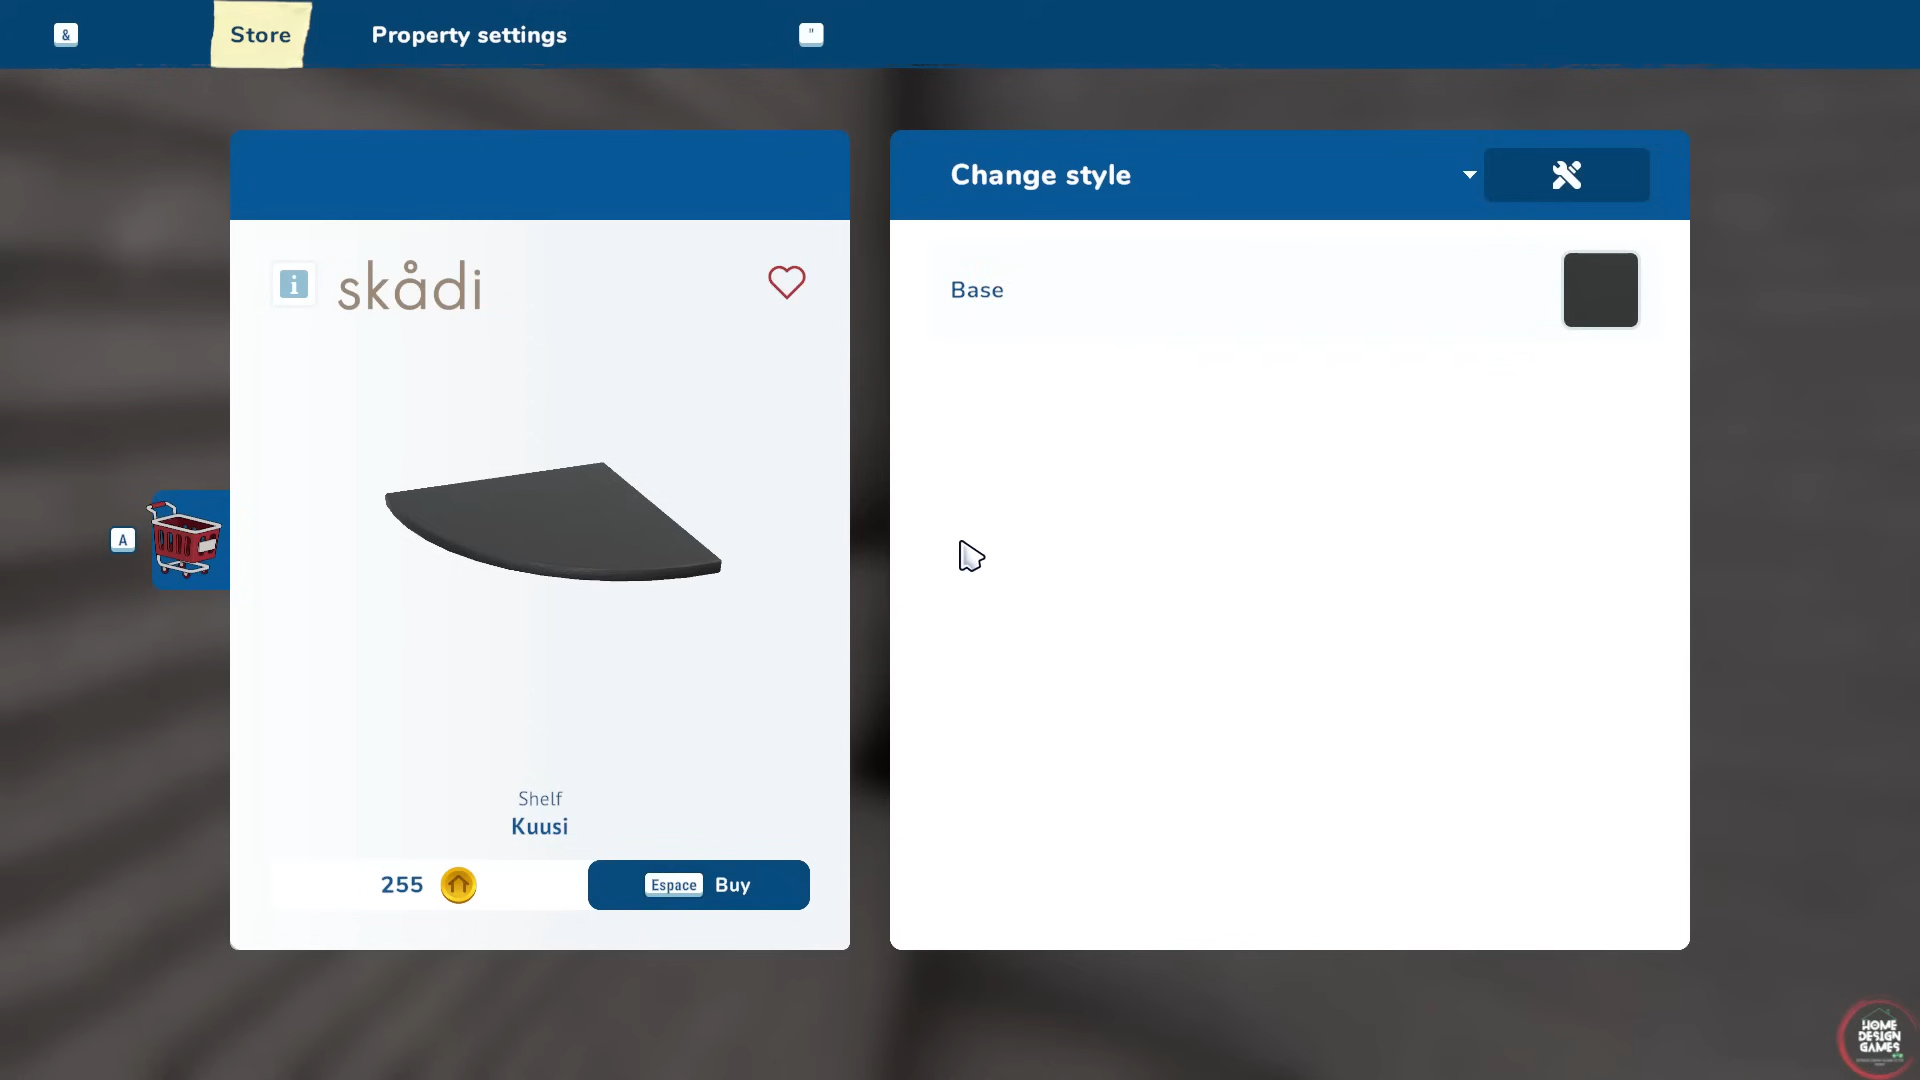 &
Store
Property settings
"
Change style
skådi
Base
A
Shelf
Kuusi
255
Espace
Buy
HOME
DESIGN
GAMES